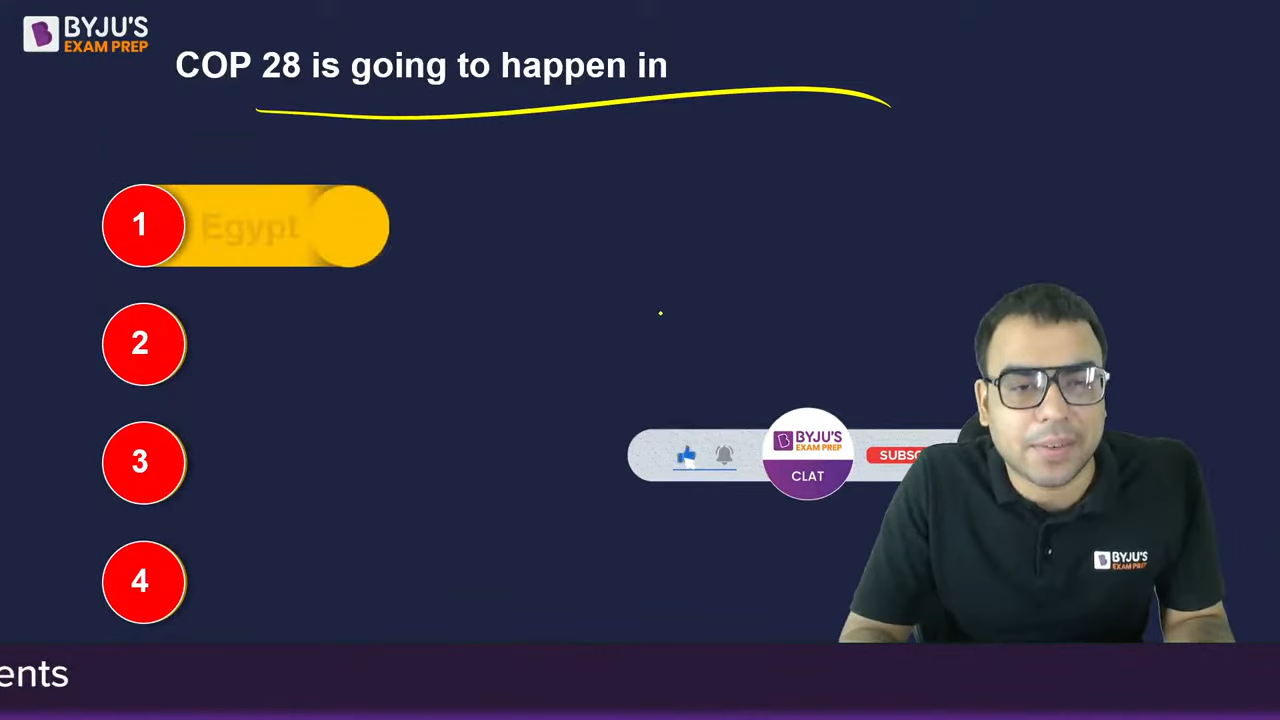 BYJU'S
EXAM PREP
COP 28 is going to happen in
1
Egypt
2
3
4
BYJU'S
EXAM PREP
CLAT
SUBSC
BYJU'S
EXAM PREP
ents